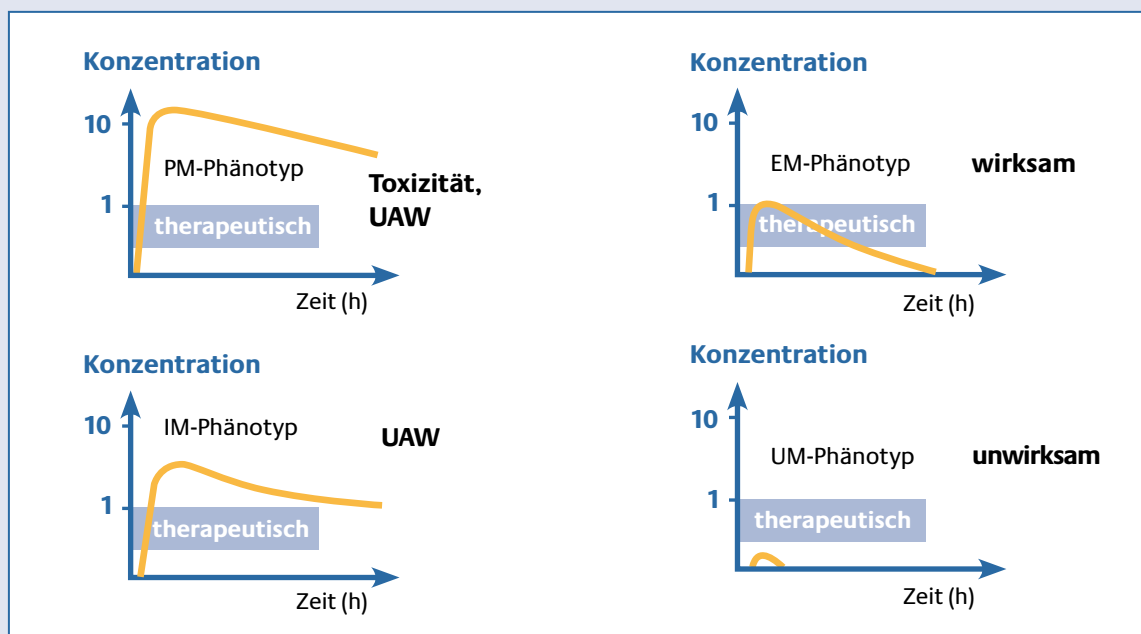 Konzentration
10
PM-Phänotyp
Toxizität,
UAW
1
therapeutisch
Zeit (h)
Konzentration
10
EM-Phänotyp
wirksam
1
therapeutisch
Zeit (h)
Konzentration
10
IM-Phänotyp
UAW
1
therapeutisch
Zeit (h)
Konzentration
10
UM-Phänotyp
unwirksam
1
therapeutisch
Zeit (h)